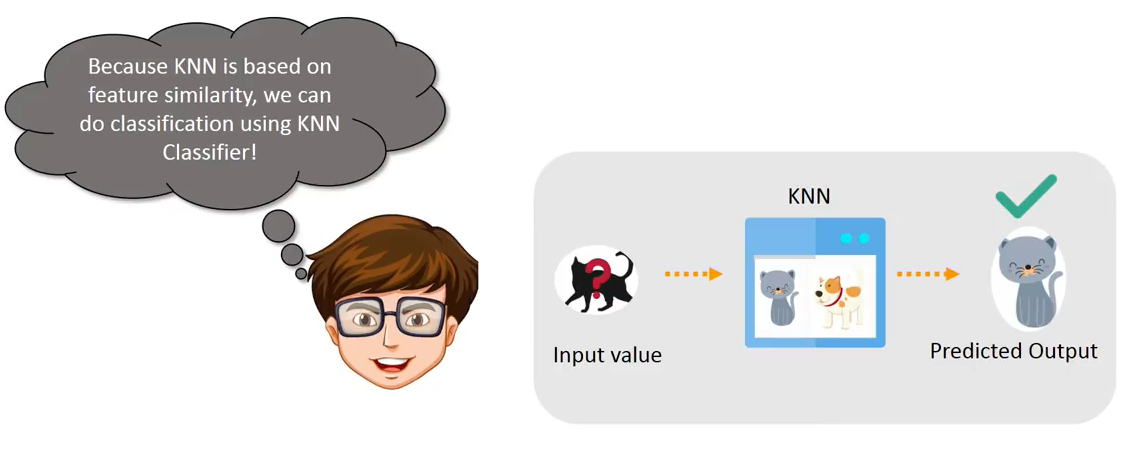 Because KNN is based on
feature similarity, we can
do classification using KNN
Classifier!
KNN
?
Input value
Predicted Output